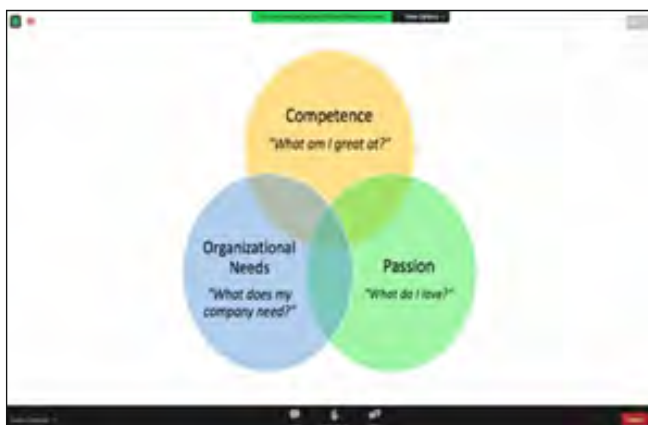 Competence
"What am I great at?"
Organizational
Needs
"What does my
company need?"
Passion
"What do I love?"